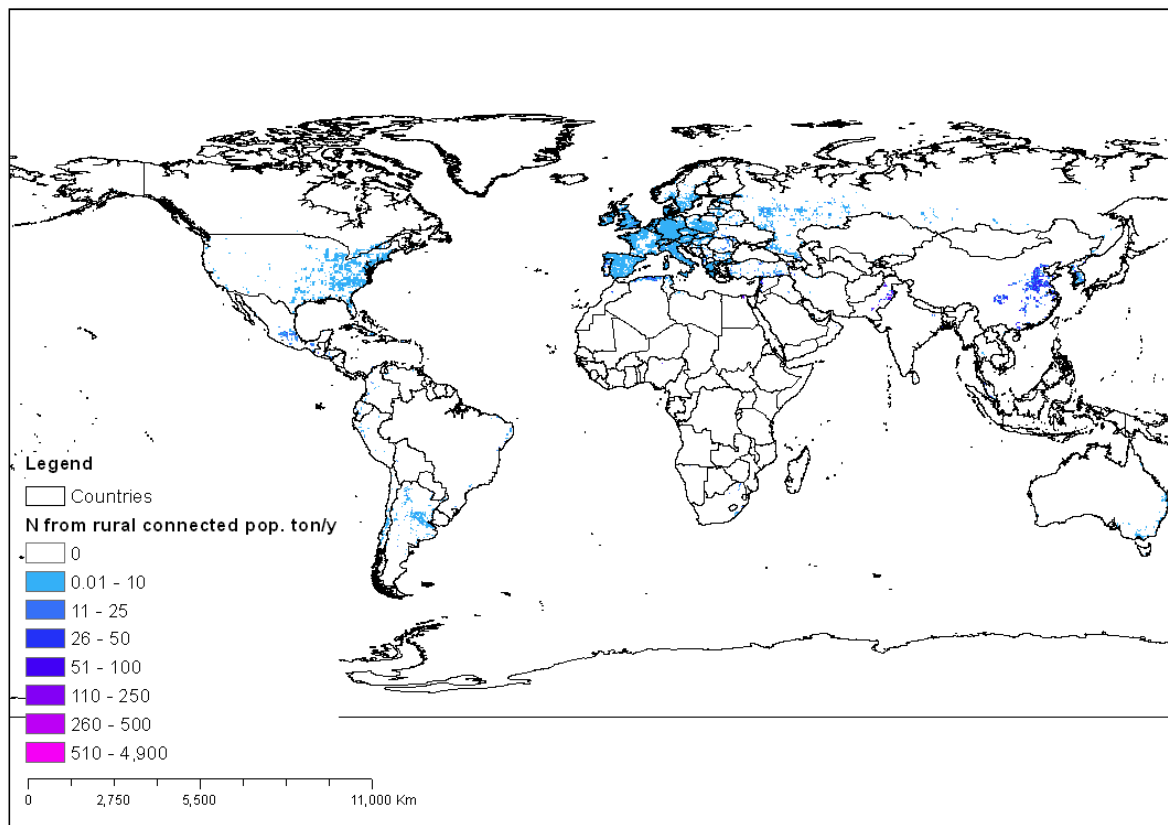 Legend
Countries
N from rural connected pop. ton/y
0
0.01 - 10
11 - 25
26 - 50
51 - 100
110 - 250
260 - 500
510 - 4,900
0 2,750 5,500 11,000 Km